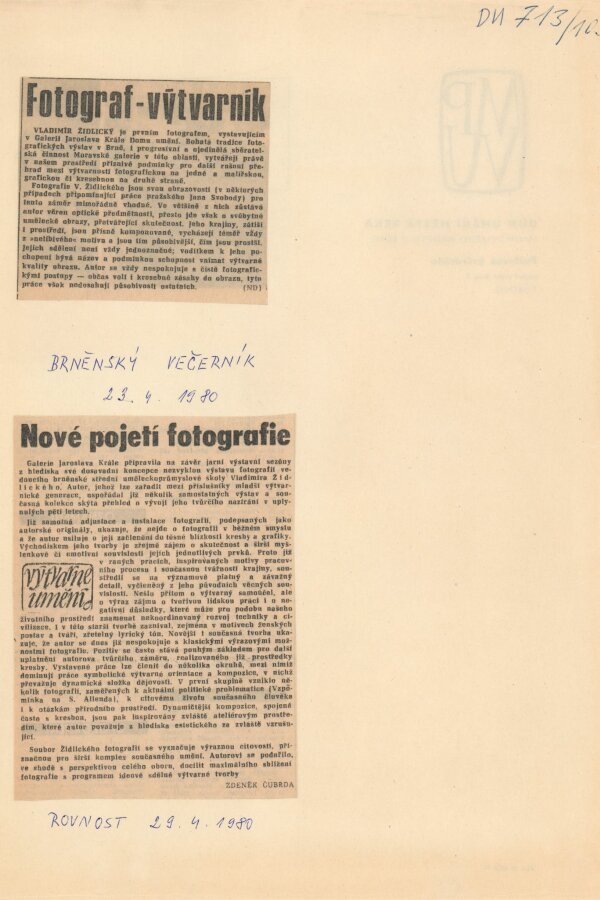 DU 713/10
Fotograf-výtvarník
VLADIMÍR ŽIDLICKÝ je prvním fotografem, vystavujícím
v Galerii Jaroslava Krále Domu umění. Bohatá tradice foto-
grafických výstav v Brně, i progresívní a ojedinělá sběratel-
ská činnost Moravské galerie v této oblasti, vytvářejí právě
v našem prostředí příznivé podmínky pro další rušení pře-
hrad mezi výtvarností fotografickou na jedné a malířskou,
grafickou či kresebnou na druhé straně.
Fotografie V. Židlického jsou svou obrazovostí (v některých
případech připomínající práce pražského Jana Svobody) pro
tento záměr mimořádně vhodné. Ve většině z nich zůstává
autor věren optické předmětnosti, přesto jde však o svébytné
umělecké obrazy, přetvářející skutečnost. Jeho krajiny, zátiší
i prostředí, jsou přísně komponované, vycházejí téměř vždy
z »nelibivého« motivu a jsou tím působivější, čím jsou prostší.
Jejich sdělení není vždy jednoznačné; vodítkem k jeho po-
chopení bývá název a podmínkou schopnost vnímat výtvarné
kvality obrazu. Autor se vždy nespokojuje s čistě fotografic-
kými postupy — občas volí i kresebné zásahy do obrazu, tyto
práce však nedosahují působivosti ostatních. (ND)
BRNĚNSKÝ VEČERNÍK
23. 4. 1980
Nové pojetí fotografie
Galerie Jaroslava Krále připravila na závěr jarní výstavní sezóny
z hlediska své dosavadní koncepce nezvyklou výstavu fotografií ve-
doucího brněnské střední uměleckoprůmyslové školy Vladimíra Žid-
lického. Autor, jehož lze zařadit mezi příslušníky mladší výtvar-
nické generace, uspořádal již několik samostatných výstav a sou-
časná kolekce skýtá přehled o vývoji jeho tvůrčího nazírání v uply-
nulých pěti letech.
Již samotná adjustace a instalace fotografií, podepsaných jako
autorské originály, ukazuje, že nejde o fotografii v běžném smyslu
a že autor usiluje o její začlenění do těsné blízkosti kresby a grafiky.
Východiskem jeho tvorby je zřejmě zájem o skutečnost a širší myš-
lenkové či emotivní souvislosti jejích jednotlivých prvků. Proto již
v raných pracích, inspirovaných motivy pracov-
ního procesu i současnou tvářností krajiny, sou-
středil se na významově platný a závažný
detail, vyčleněný z jeho původních věcných sou-
vislostí. Nešlo přitom o výtvarný samoúčel, ale
o výraz zájmu o tvořivou lidskou práci i o ne-
gativní důsledky, které může pro podobu našeho
výtvarné
umění
životního prostředí znamenat nekoordinovaný rozvoj techniky a ci-
vilizace. I v této starší tvorbě zazníval, zejména v motivech ženských
postav a tváří, zřetelný lyrický tón. Novější i současná tvorba uka-
zuje, že autor se dnes již nespokojuje s klasickými výrazovými mož-
nostmi fotografie. Pozitiv se často stává pouhým základem pro další
uplatnění autorova tvůrčího záměru, realizovaného již prostředky
kresby. Vystavené práce lze členit do několika okruhů, mezi nimiž
dominují práce symbolické výtvarné orientace a kompozice, v nichž
převažuje dynamická složka dějovosti. V první skupině vzniklo ně-
kolik fotografií, zaměřených k aktuální politické problematice (Vzpo-
mínka na S. Allenda), k citovému životu současného člověka
i k otázkám přírodního prostředí. Dynamičtější kompozice, spojené
často s kresbou, jsou pak inspirovány zvláště ateliérovým prostře-
dím, které autor považuje z hlediska estetického za zvláště vzrušu-
jící.
Soubor Židlického fotografií se vyznačuje výraznou citovostí, pří-
značnou pro širší komplex současného umění. Autorovi se podařilo,
ve shodě s perspektivou celého oboru, docílit maximálního sblížení
fotografie s programem ideově sdělné výtvarné tvorby
ZDENĚK ČUBRDA
ROVNOST 29. 4. 1980